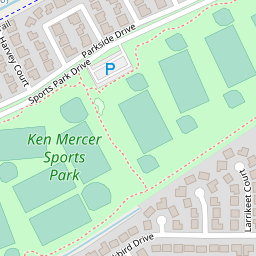 Harvey Court
Parkside Drive
Sports Park Drive
P
Ken Mercer
Sports
Park
Larrikeet Court
bird Drive